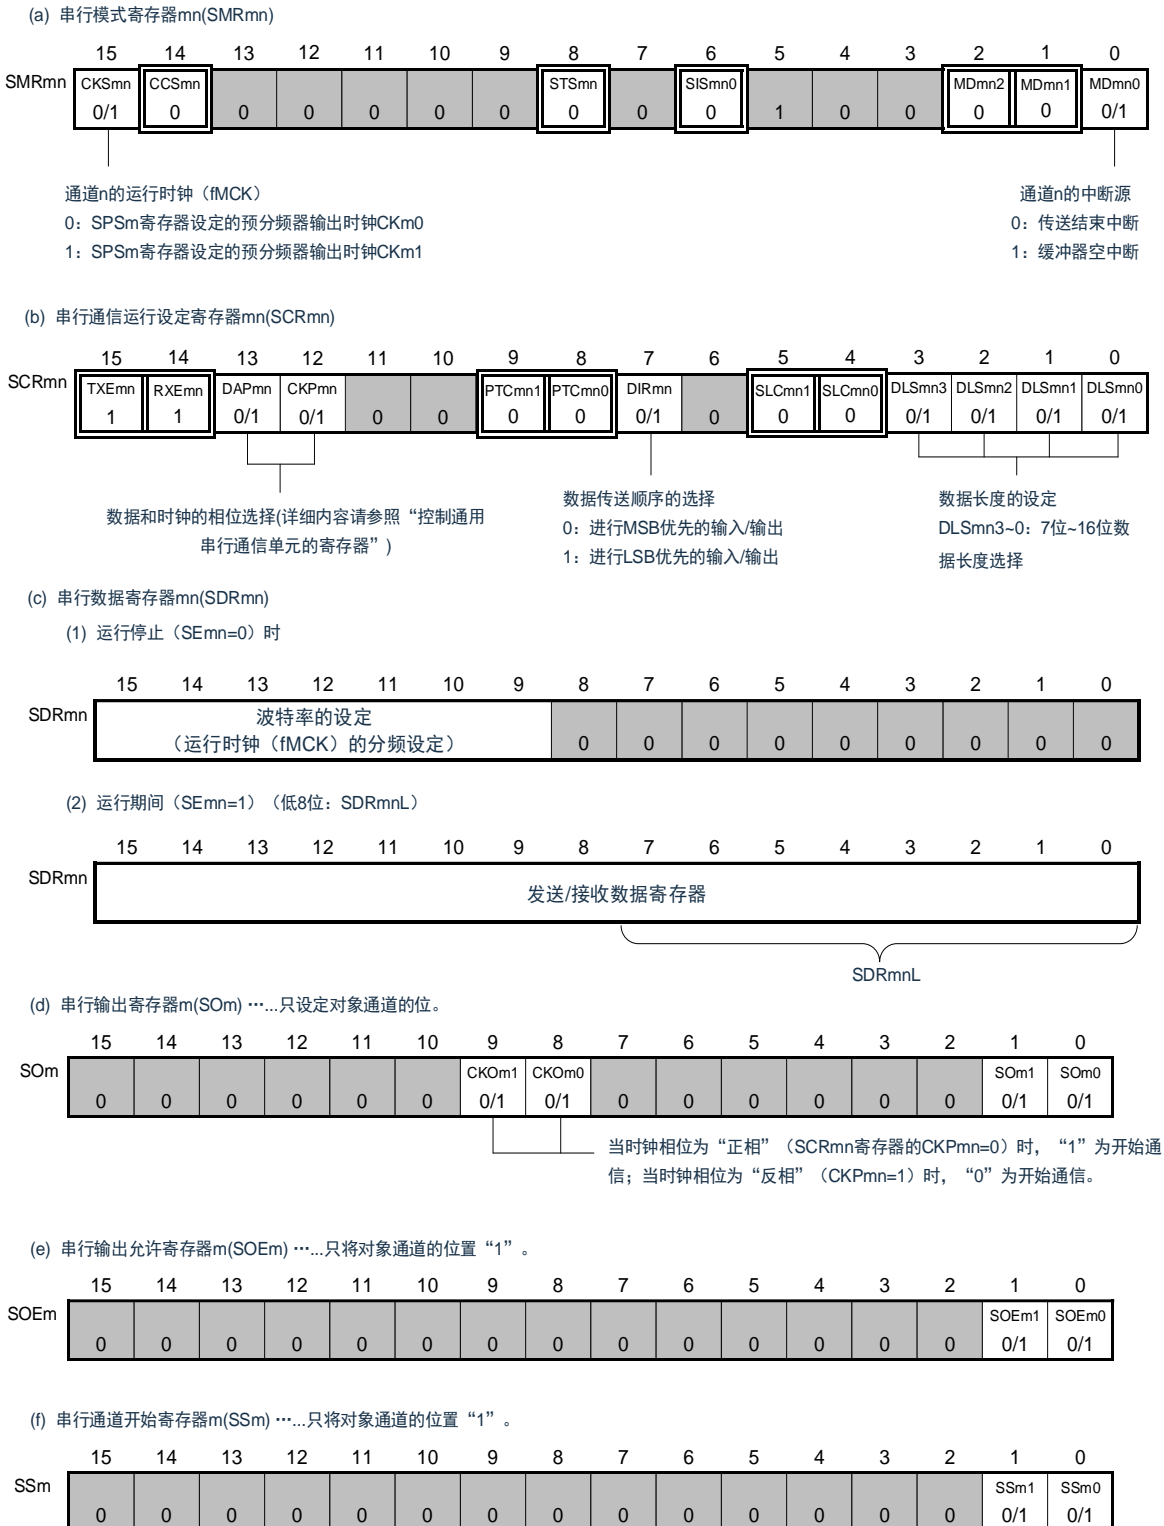 (a) 串行模式寄存器mn(SMRmn)
15 14 13 12 11 10 9 8 7 6 5 4 3 2 1 0
SMRmn CKSmn CCSmn STSmn SISmn0 MDmn2 MDmn1 MDmn0
0/1 0 0 0 0 0 0 0 0 0 1 0 0 0 0 0/1
通道n的运行时钟（fMCK） 通道n的中断源
0：SPSm寄存器设定的预分频器输出时钟CKm0 0：传送结束中断
1：SPSm寄存器设定的预分频器输出时钟CKm1 1：缓冲器空中断
(b) 串行通信运行设定寄存器mn(SCRmn)
15 14 13 12 11 10 9 8 7 6 5 4 3 2 1 0
SCRmn TXEmn RXEmn DAPmn CKPmn PTCmn1 PTCmn0 DIRmn SLCmn1 SLCmn0 DLSmn3 DLSmn2 DLSmn1 DLSmn0
1 1 0/1 0/1 0 0 0 0 0/1 0 0 0 0/1 0/1 0/1 0/1
数据和时钟的相位选择(详细内容请参照“控制通用
串行通信单元的寄存器”)
数据传送顺序的选择
0：进行MSB优先的输入/输出
1：进行LSB优先的输入/输出
数据长度的设定
DLSmn3~0：7位~16位数
据长度选择
(c) 串行数据寄存器mn(SDRmn)
(1) 运行停止（SEmn=0）时
15 14 13 12 11 10 9 8 7 6 5 4 3 2 1 0
SDRmn 波特率的设定
（运行时钟（fMCK）的分频设定） 0 0 0 0 0 0 0 0 0
(2) 运行期间（SEmn=1）（低8位：SDRmnL）
15 14 13 12 11 10 9 8 7 6 5 4 3 2 1 0
SDRmn 发送/接收数据寄存器
SDRmnL
(d) 串行输出寄存器m(SOm) ⋯...只设定对象通道的位。
15 14 13 12 11 10 9 8 7 6 5 4 3 2 1 0
SOm CKOm1 CKOm0 SOm1 SOm0
0 0 0 0 0 0 0/1 0/1 0 0 0 0 0 0 0/1 0/1
当时钟相位为“正相”（SCRmn寄存器的CKPmn=0）时，“1”为开始通
信；当时钟相位为“反相”（CKPmn=1）时，“0”为开始通信。
(e) 串行输出允许寄存器m(SOEm) ⋯...只将对象通道的位置“1”。
15 14 13 12 11 10 9 8 7 6 5 4 3 2 1 0
SOEm SOEm1 SOEm0
0 0 0 0 0 0 0 0 0 0 0 0 0 0 0/1 0/1
(f) 串行通道开始寄存器m(SSm) ⋯...只将对象通道的位置“1”。
15 14 13 12 11 10 9 8 7 6 5 4 3 2 1 0
SSm SSm1 SSm0
0 0 0 0 0 0 0 0 0 0 0 0 0 0 0/1 0/1